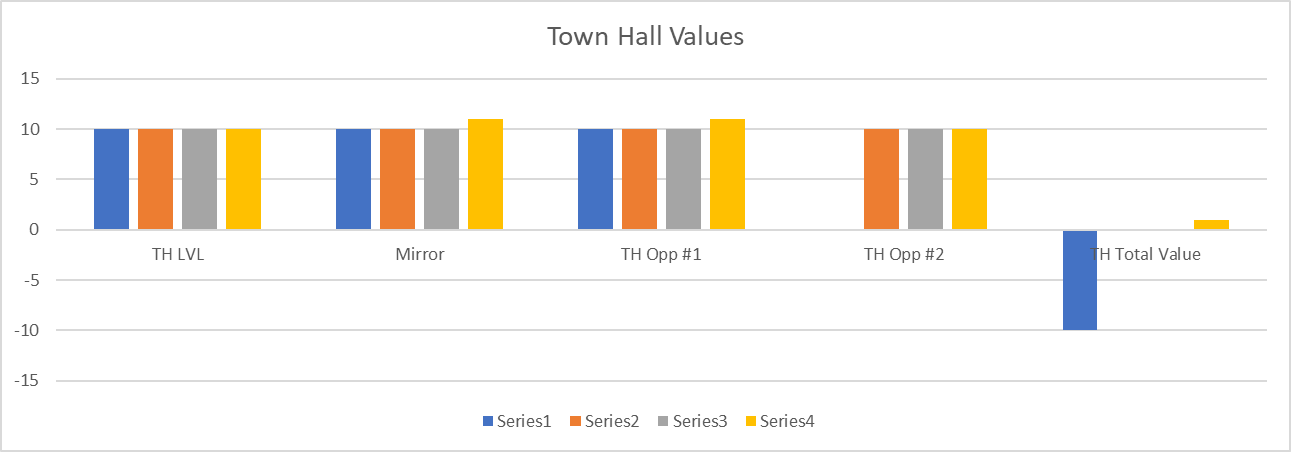 Town Hall Values
15
10
5
0
-5
-10
-15
TH LVL
Mirror
TH Opp #1
TH Opp #2
TH Total Value
Series1
Series2
Series3
Series4